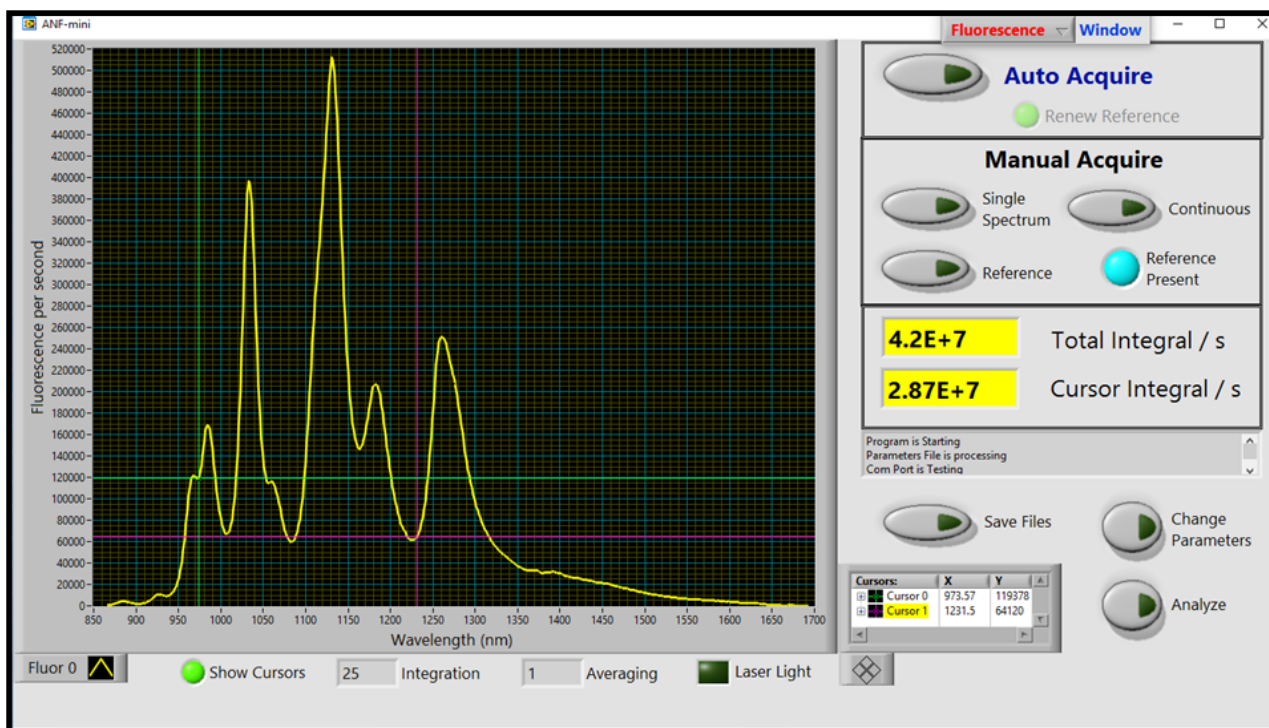 ANF-mini
Fluorescence
Window
520000
500000
480000
460000
440000
420000
400000
380000
360000
340000
320000
300000
280000
260000
240000
220000
200000
180000
160000
140000
120000
100000
80000
60000
40000
20000
0
Fluorescence per second
850 900 950 1000 1050 1100 1150 1200 1250 1300 1350 1400 1450 1500 1550 1600 1650 1700
Wavelength (nm)
Fluor 0
Show Cursors
25 Integration
1 Averaging
Laser Light
Auto Acquire
Renew Reference
Manual Acquire
Single
Spectrum
Continuous
Reference
Reference
Present
4.2E+7 Total Integral / s
2.87E+7 Cursor Integral / s
Program is Starting
Parameters File is processing
Com Port is Testing
Save Files
Change
Parameters
Cursors: X Y
Cursor 0 973.57 119378
Cursor 1 1231.5 64120
Analyze